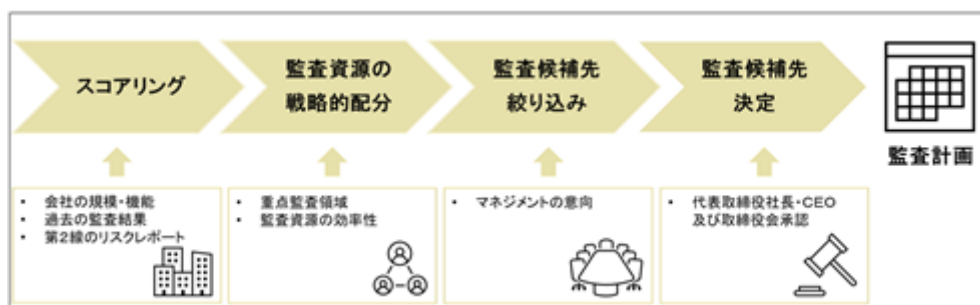 スコアリング
監査資源の
戦略的配分
監査候補先
絞り込み
監査候補先
決定
監査計画
・ 会社の規模・機能
・ 過去の監査結果
・ 第2線のリスクレポート
・ 重点監査領域
・ 監査資源の効率性
・ マネジメントの意向
・ 代表取締役社長・CEO
及び取締役会承認